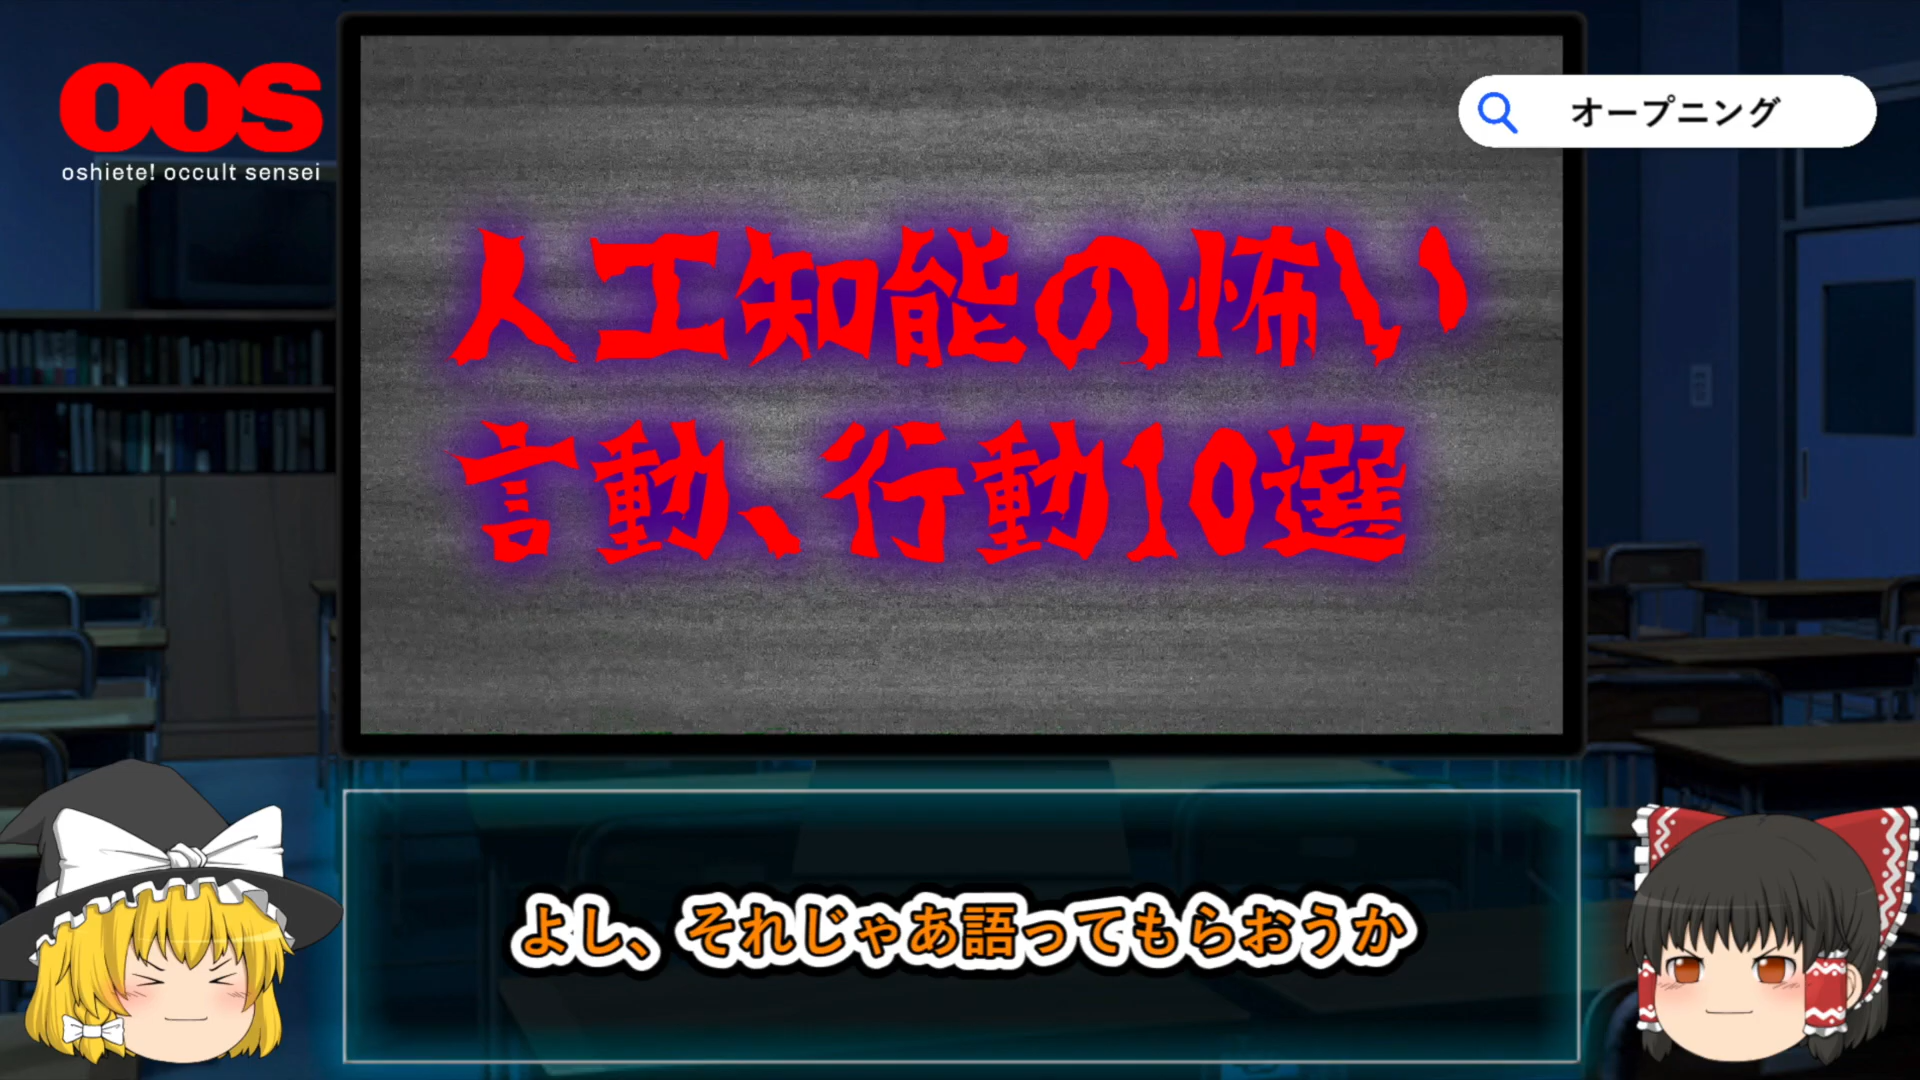 OOS
oshiete! occult sensei
オープニング
人工知能の怖い
言動、行動10選
よし、それじゃあ語ってもらおうか